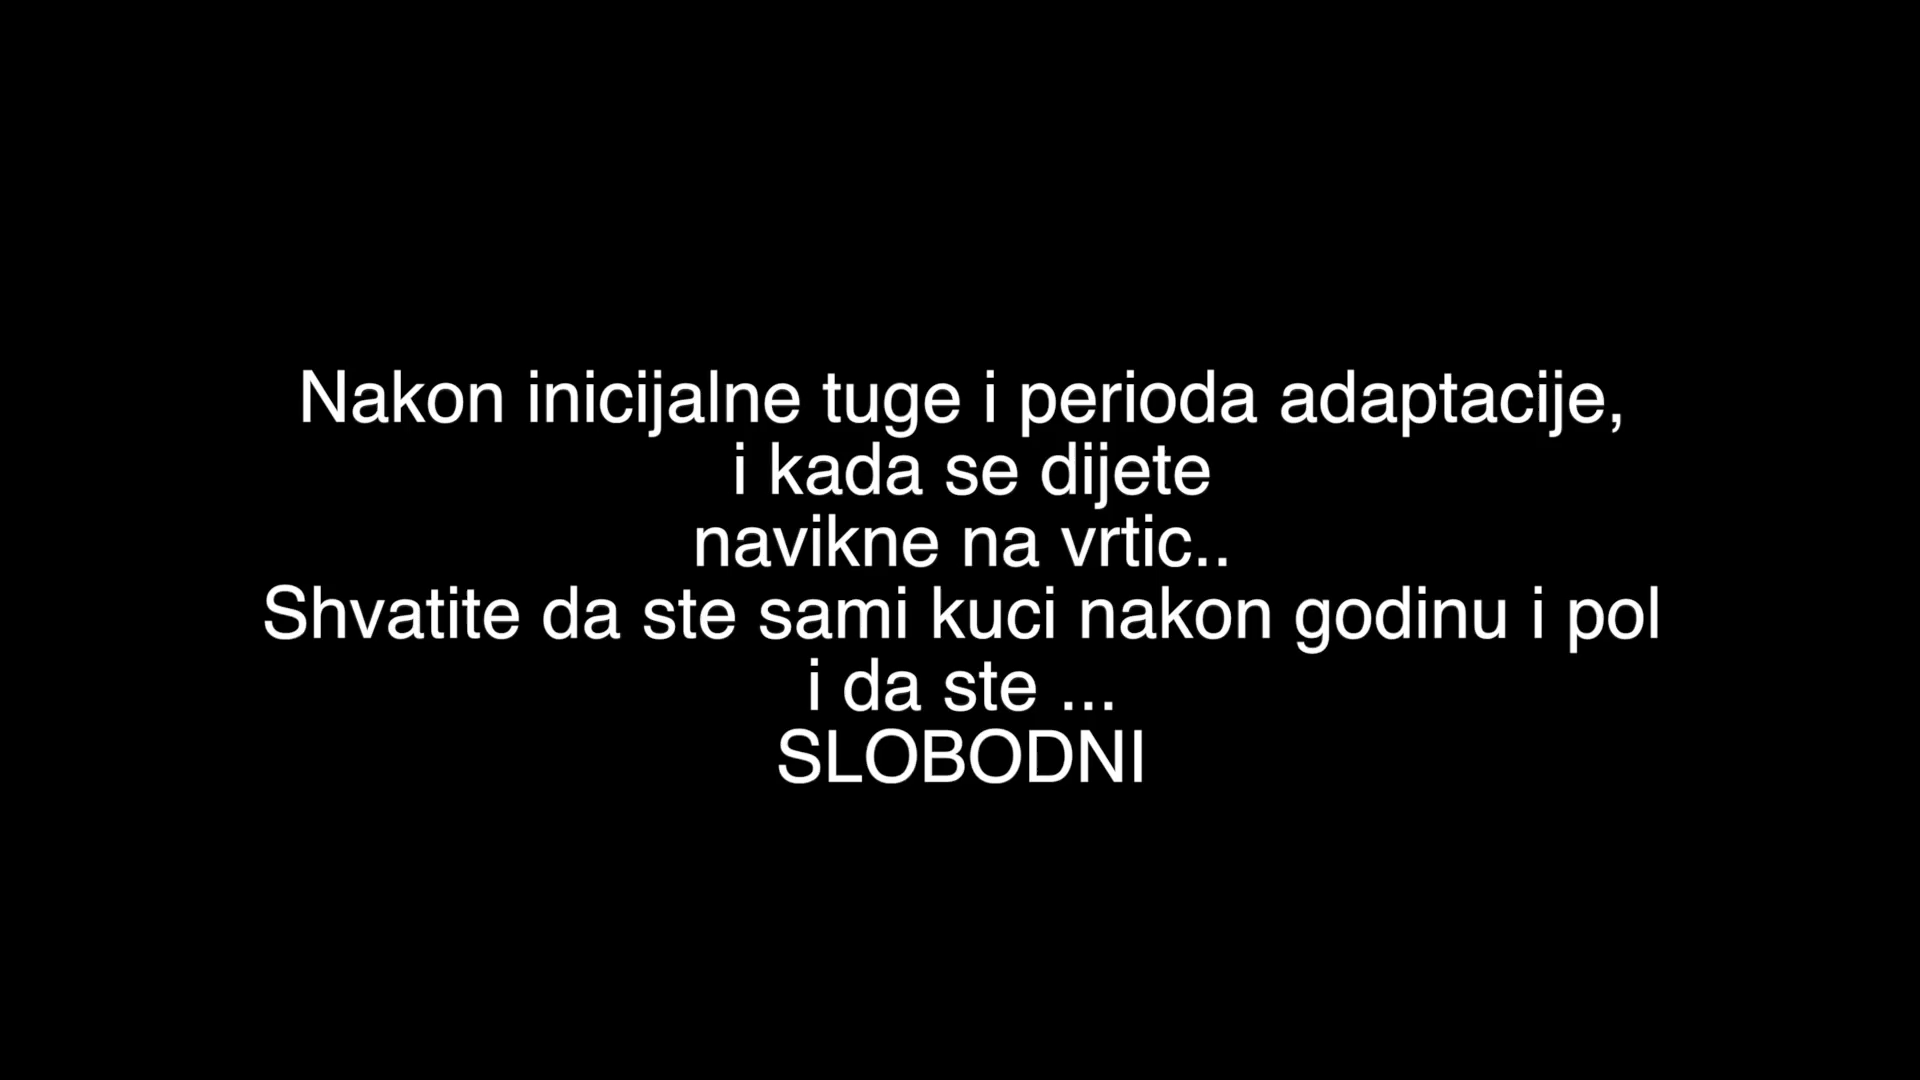 Nakon inicijalne tuge i perioda adaptacije,
i kada se dijete
navikne na vrtic..
Shvatite da ste sami kuci nakon godinu i pol
i da ste ...
SLOBODNI